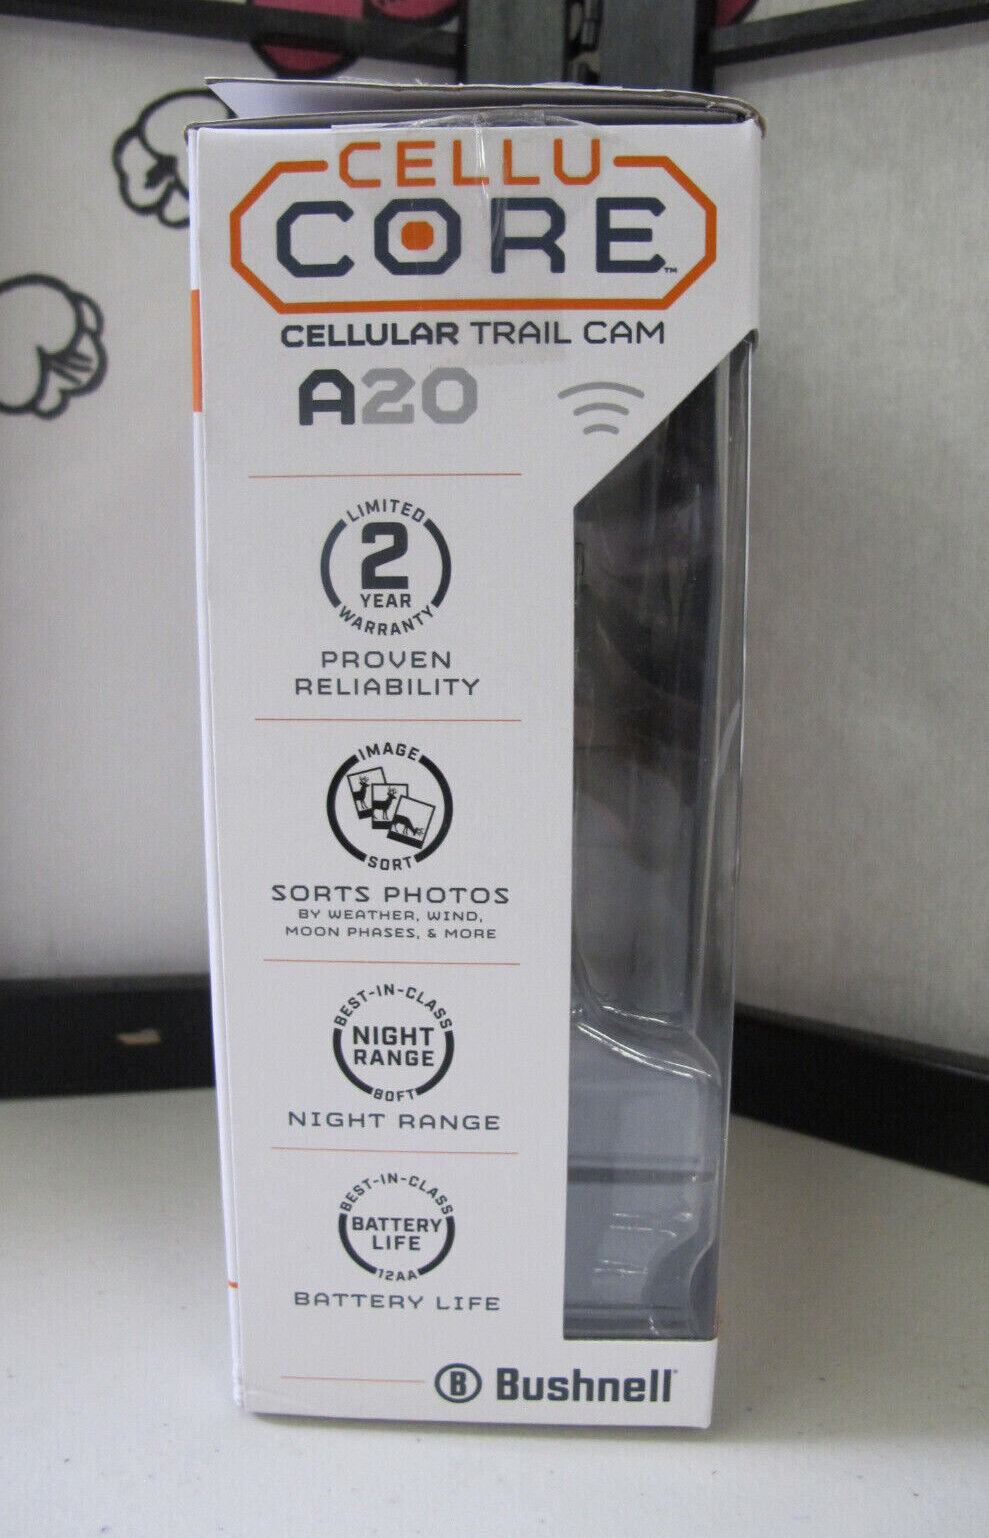 CELLU
CORE™
CELLULAR TRAIL CAM
A20
LIMITED
2
YEAR
WARRANTY
PROVEN
RELIABILITY
IMAGE
SORT
SORTS PHOTOS
BY WEATHER, WIND,
MOON PHASES, & MORE
BEST-IN-CLASS
NIGHT
RANGE
80FT
NIGHT RANGE
BEST-IN-CLASS
BATTERY
LIFE
12AA
BATTERY LIFE
B Bushnell